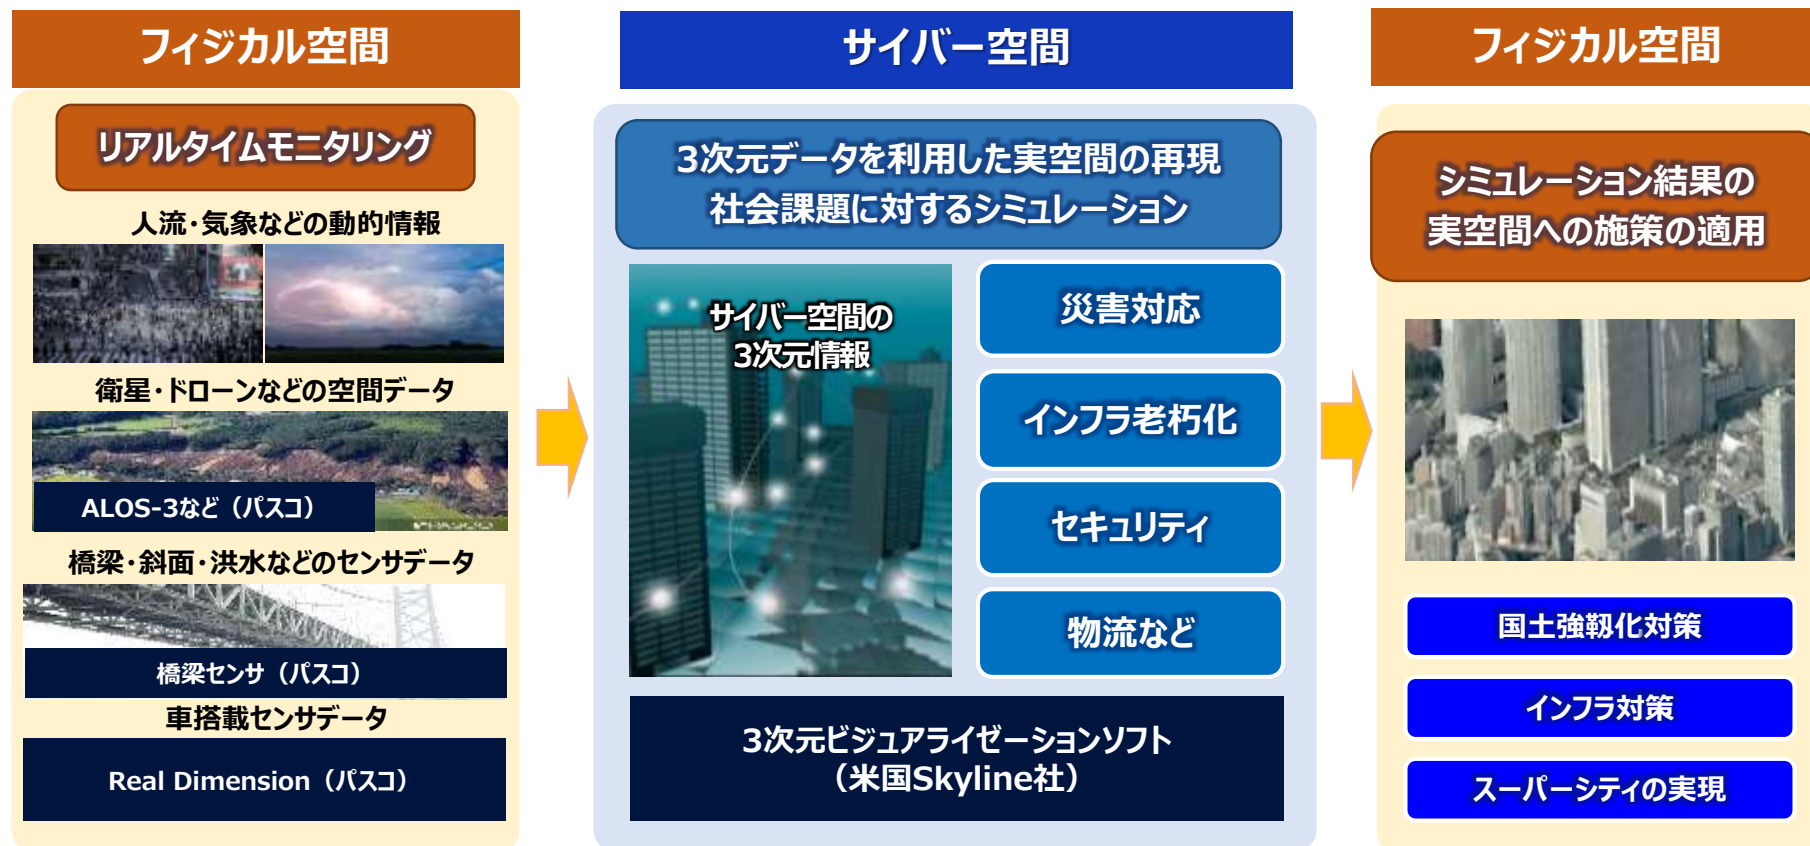 フィジカル空間
リアルタイムモニタリング
人流・気象などの動的情報
衛星・ドローンなどの空間データ
ALOS-3など（パスコ）
橋梁・斜面・洪水などのセンサデータ
橋梁センサ（パスコ）
車搭載センサデータ
Real Dimension（パスコ）
サイバー空間
3次元データを利用した実空間の再現
社会課題に対するシミュレーション
サイバー空間の
3次元情報
災害対応
インフラ老朽化
セキュリティ
物流など
3次元ビジュアライゼーションソフト
（米国Skyline社）
フィジカル空間
シミュレーション結果の
実空間への施策の適用
国土強靱化対策
インフラ対策
スーパーシティの実現